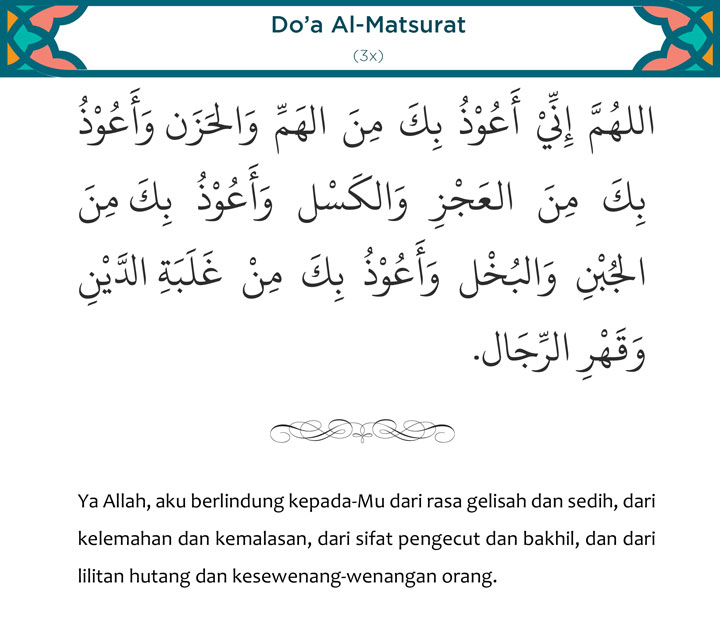 Do’a Al-Matsurat
(3x)
اللهُمَّ إِنِّيْ أَعُوْذُ بِكَ مِنَ الهَمِّ وَالحَزَن وَأَعُوْذُ
بِكَ مِنَ العَجْزِ وَالكَسْل وَأَعُوْذُ بِكَ مِنَ
الجُبْنِ وَالبُخْل وَأَعُوْذُ بِكَ مِنْ غَلَبَةِ الدَّيْنِ
وَقَهْرِ الرِّجَال.
Ya Allah, aku berlindung kepada-Mu dari rasa gelisah dan sedih, dari
kelemahan dan kemalasan, dari sifat pengecut dan bakhil, dan dari
lilitan hutang dan kesewenang-wenangan orang.